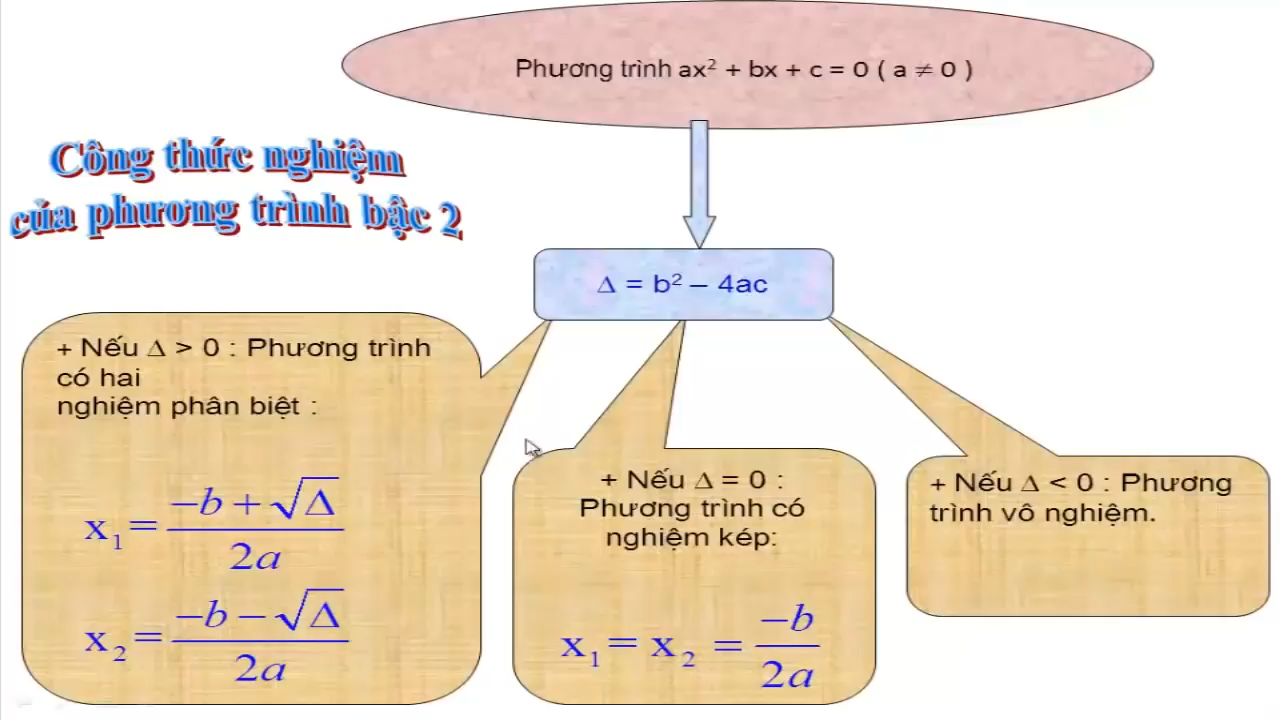 Phương trình ax² + bx + c = 0 ( a ≠ 0 )
Công thức nghiệm
của phương trình bậc 2
Δ = b² – 4ac
+ Nếu Δ > 0 : Phương trình
có hai
nghiệm phân biệt :
x₁ = (−b + √Δ) / 2a
x₂ = (−b − √Δ) / 2a
+ Nếu Δ = 0 :
Phương trình có
nghiệm kép:
x₁ = x₂ = −b / 2a
+ Nếu Δ < 0 : Phương
trình vô nghiệm.